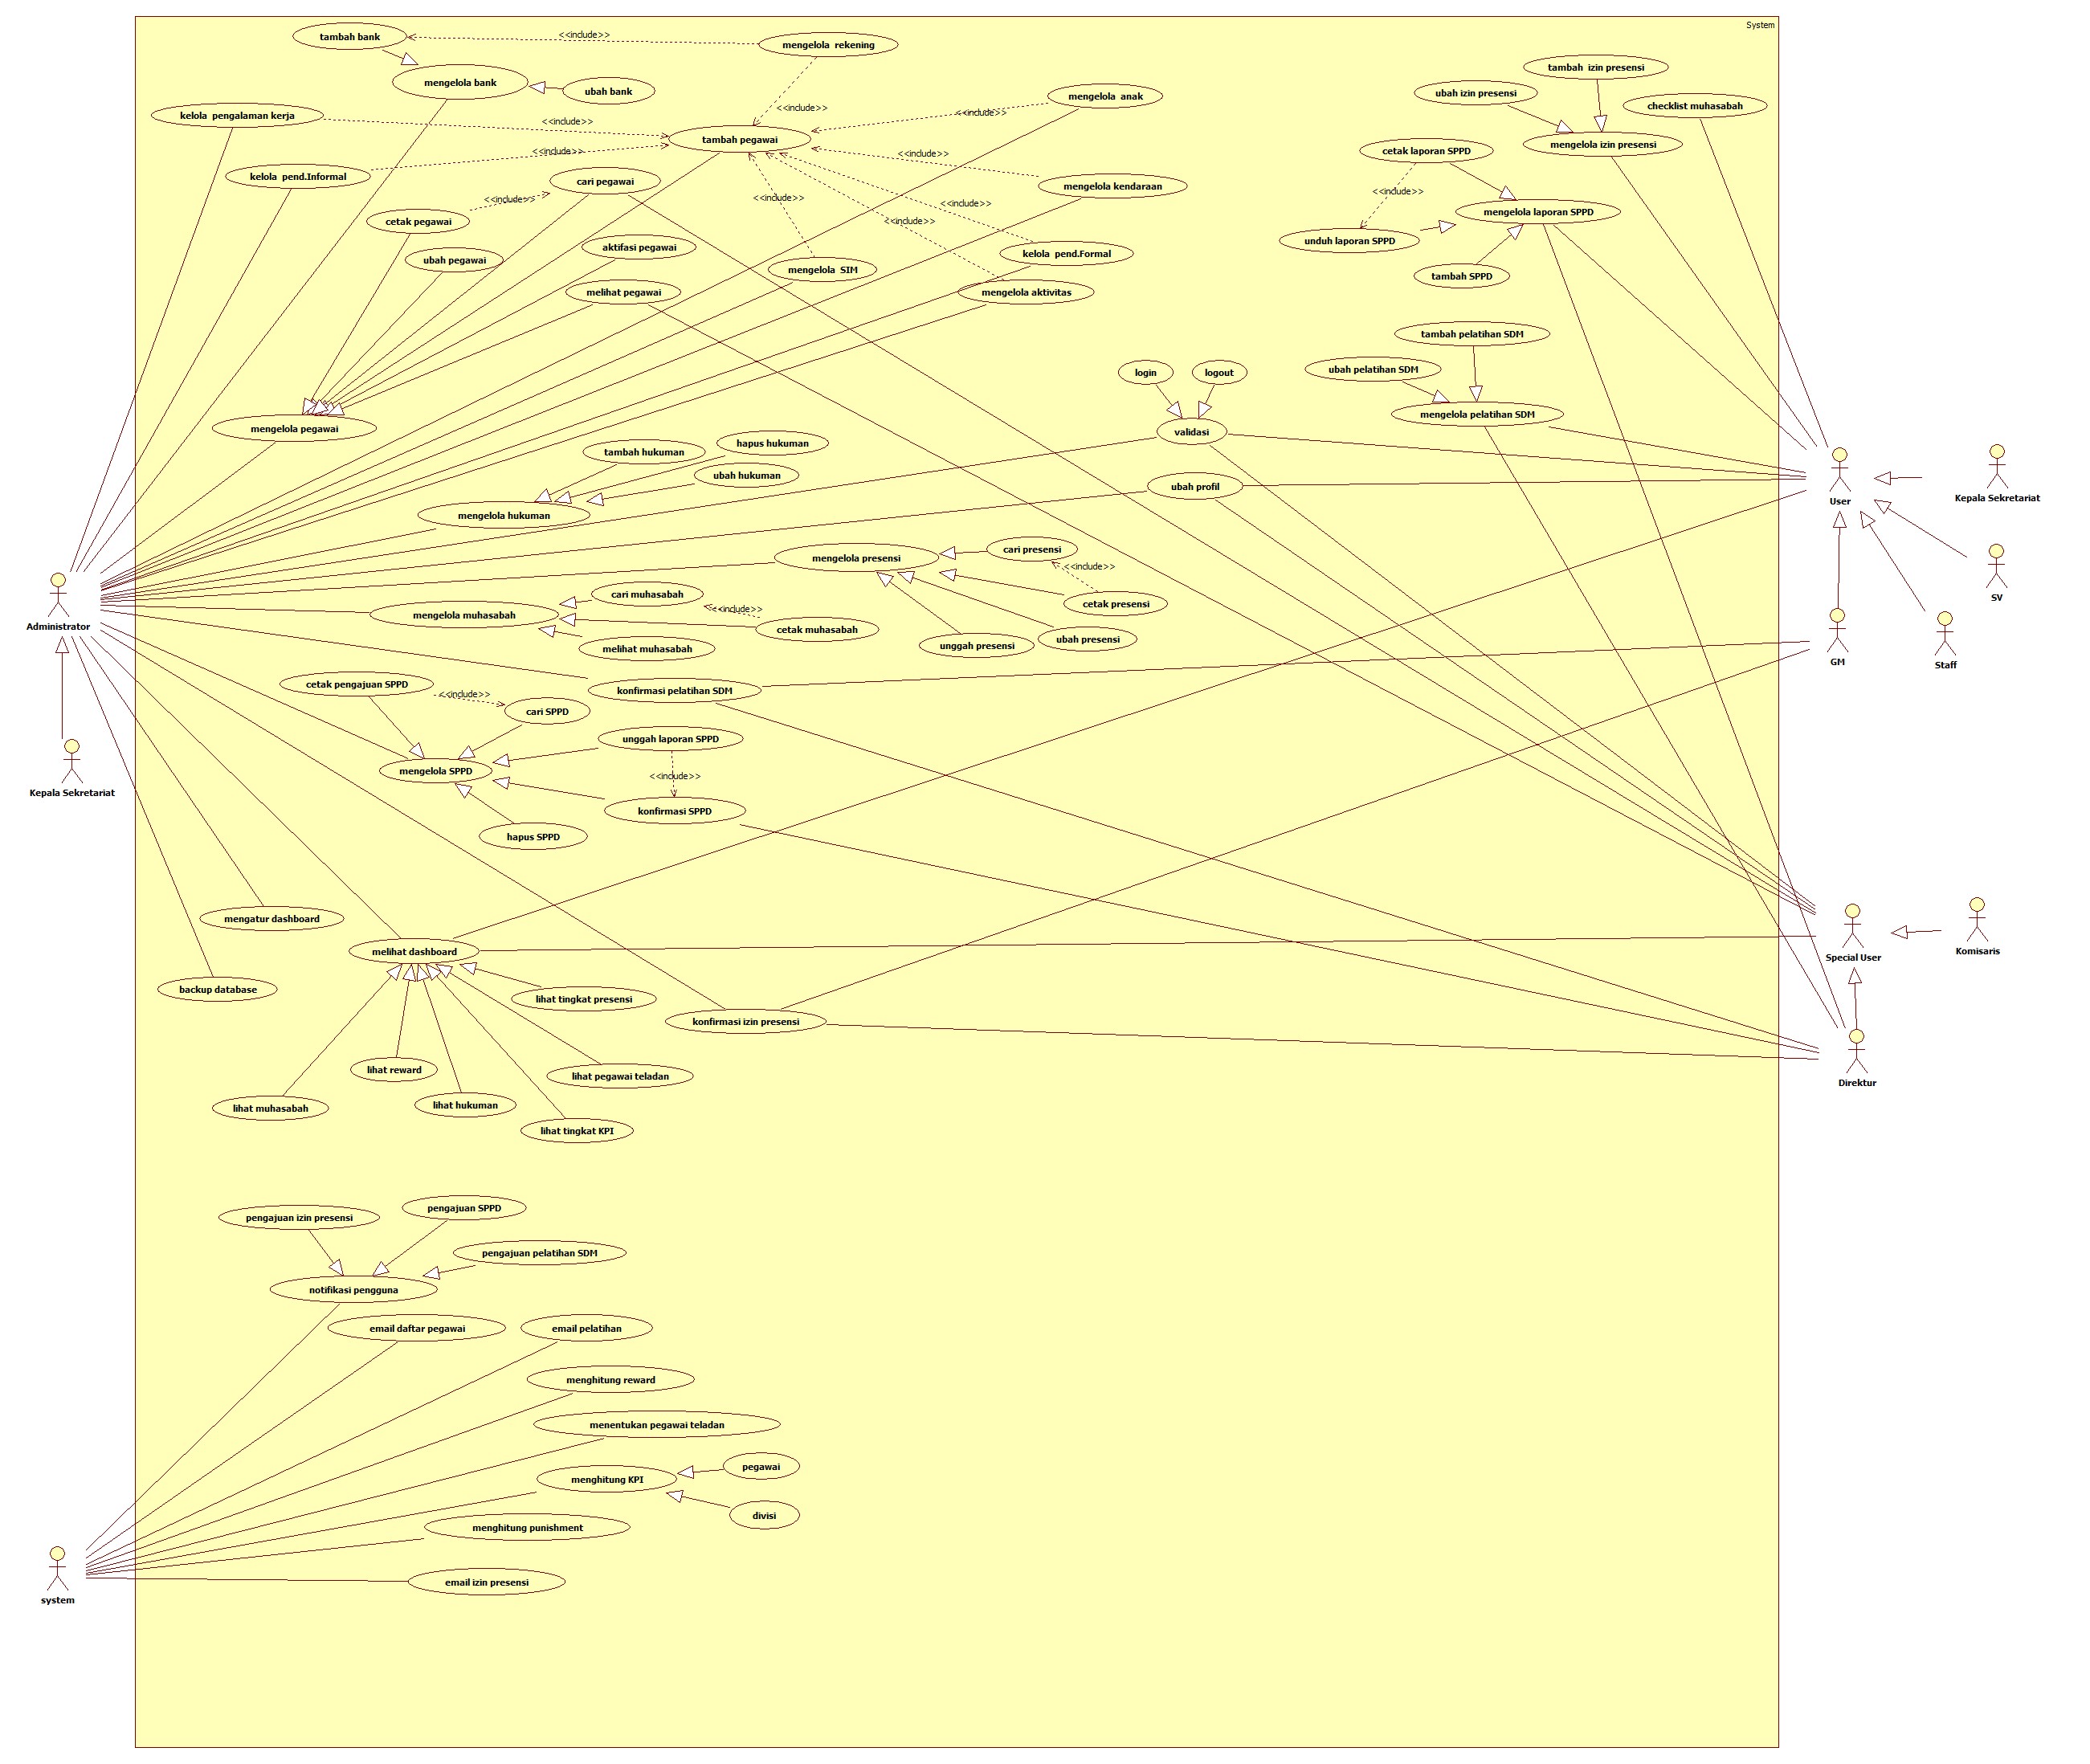 System
tambah bank
<<include>>
mengelola  rekening
mengelola bank
ubah bank
tambah  izin presensi
ubah izin presensi
checklist muhasabah
mengelola izin presensi
kelola  pengalaman kerja
<<include>>
<<include>>
mengelola  anak
<<include>>
tambah pegawai
cetak laporan SPPD
<<include>>
<<include>>
kelola  pend.Informal
cari pegawai
mengelola kendaraan
<<include>>
<<include>>
cetak pegawai
<<include>>
<<include>>
<<include>>
mengelola laporan SPPD
unduh laporan SPPD
tambah SPPD
ubah pegawai
aktifasi pegawai
kelola  pend.Formal
mengelola  SIM
melihat pegawai
mengelola aktivitas
tambah pelatihan SDM
ubah pelatihan SDM
mengelola pelatihan SDM
login
logout
validasi
mengelola pegawai
tambah hukuman
hapus hukuman
ubah hukuman
mengelola hukuman
ubah profil
User
Kepala Sekretariat
mengelola presensi
cari presensi
<<include>>
cetak presensi
ubah presensi
unggah presensi
SV
Administrator
mengelola muhasabah
cari muhasabah
<<include>>
cetak muhasabah
melihat muhasabah
GM
Staff
cetak pengajuan SPPD
<<include>>
cari SPPD
konfirmasi pelatihan SDM
unggah laporan SPPD
<<include>>
mengelola SPPD
konfirmasi SPPD
hapus SPPD
Kepala Sekretariat
mengatur dashboard
melihat dashboard
backup database
lihat tingkat presensi
konfirmasi izin presensi
Special User
Komisaris
Direktur
lihat reward
lihat pegawai teladan
lihat muhasabah
lihat hukuman
lihat tingkat KPI
pengajuan izin presensi
pengajuan SPPD
pengajuan pelatihan SDM
notifikasi pengguna
email daftar pegawai
email pelatihan
menghitung reward
menentukan pegawai teladan
menghitung KPI
pegawai
divisi
menghitung punishment
email izin presensi
system